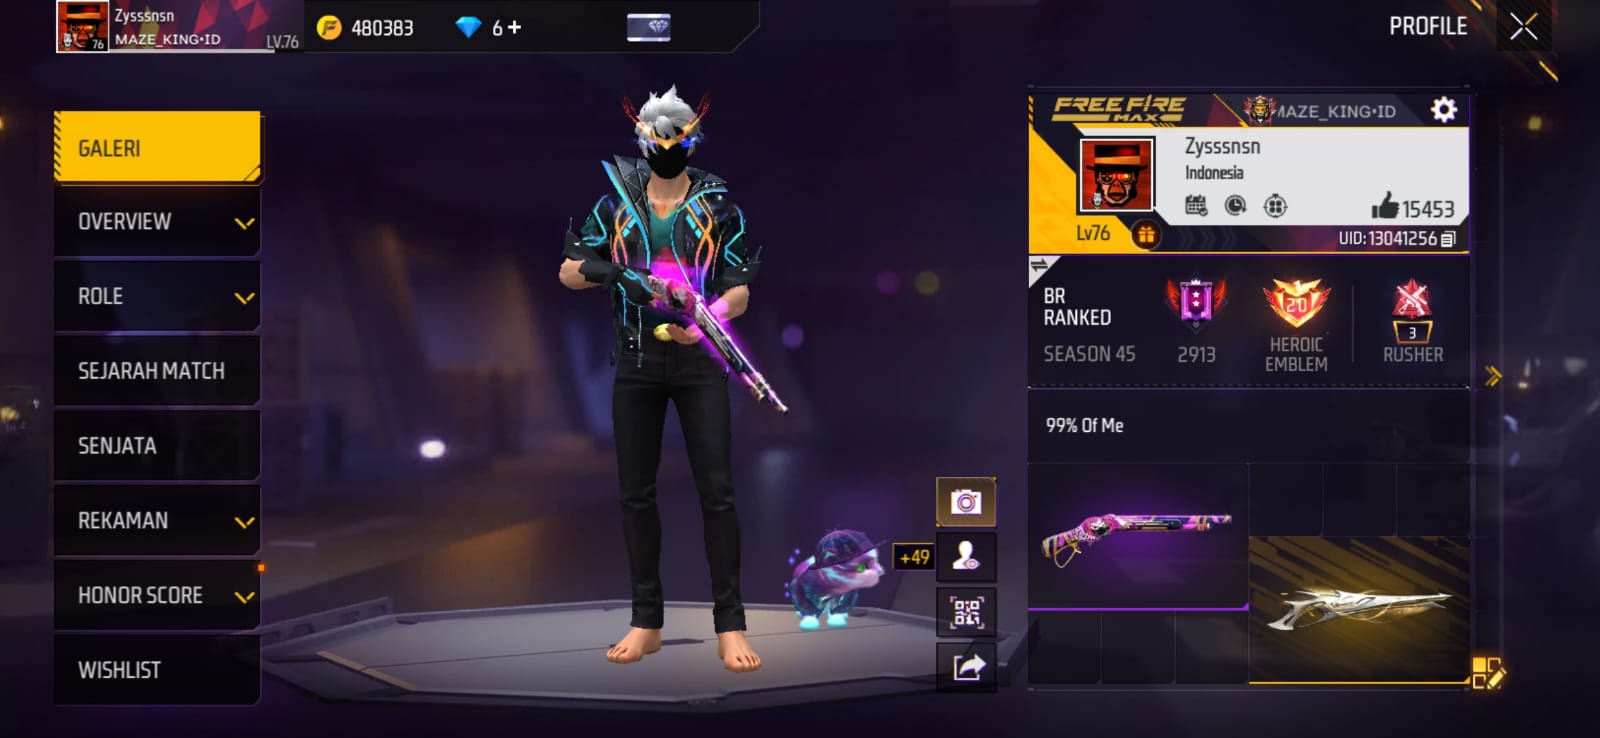 Zysssnsn
MAZE_KING•ID
76
LV.76
480383
6+
PROFILE
GALERI
OVERVIEW
ROLE
SEJARAH MATCH
SENJATA
REKAMAN
HONOR SCORE
WISHLIST
+49
FREE FIRE
MAX
MAZE_KING•ID
Zysssnsn
Indonesia
15453
Lv76
UID: 13041256
BR
RANKED
SEASON 45
2913
20
HEROIC
EMBLEM
3
RUSHER
99% Of Me